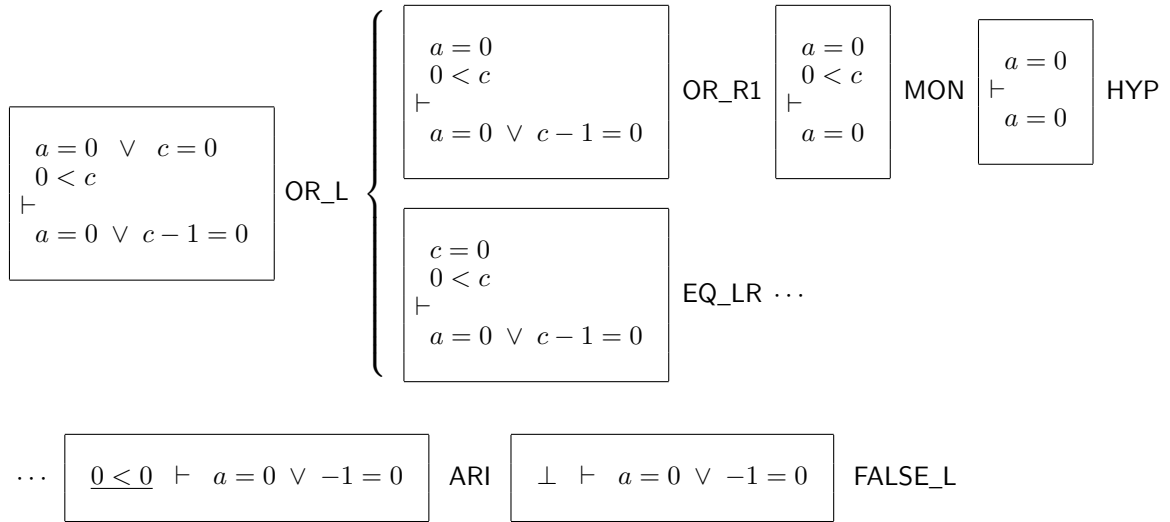 a = 0 ∨ c = 0
0 < c
⊢
a = 0 ∨ c − 1 = 0
OR_L
a = 0
0 < c
⊢
a = 0 ∨ c − 1 = 0
OR_R1
a = 0
0 < c
⊢
a = 0
MON
a = 0
⊢
a = 0
HYP
c = 0
0 < c
⊢
a = 0 ∨ c − 1 = 0
EQ_LR ···
··· 0 < 0 ⊢ a = 0 ∨ −1 = 0 ARI ⊥ ⊢ a = 0 ∨ −1 = 0 FALSE_L